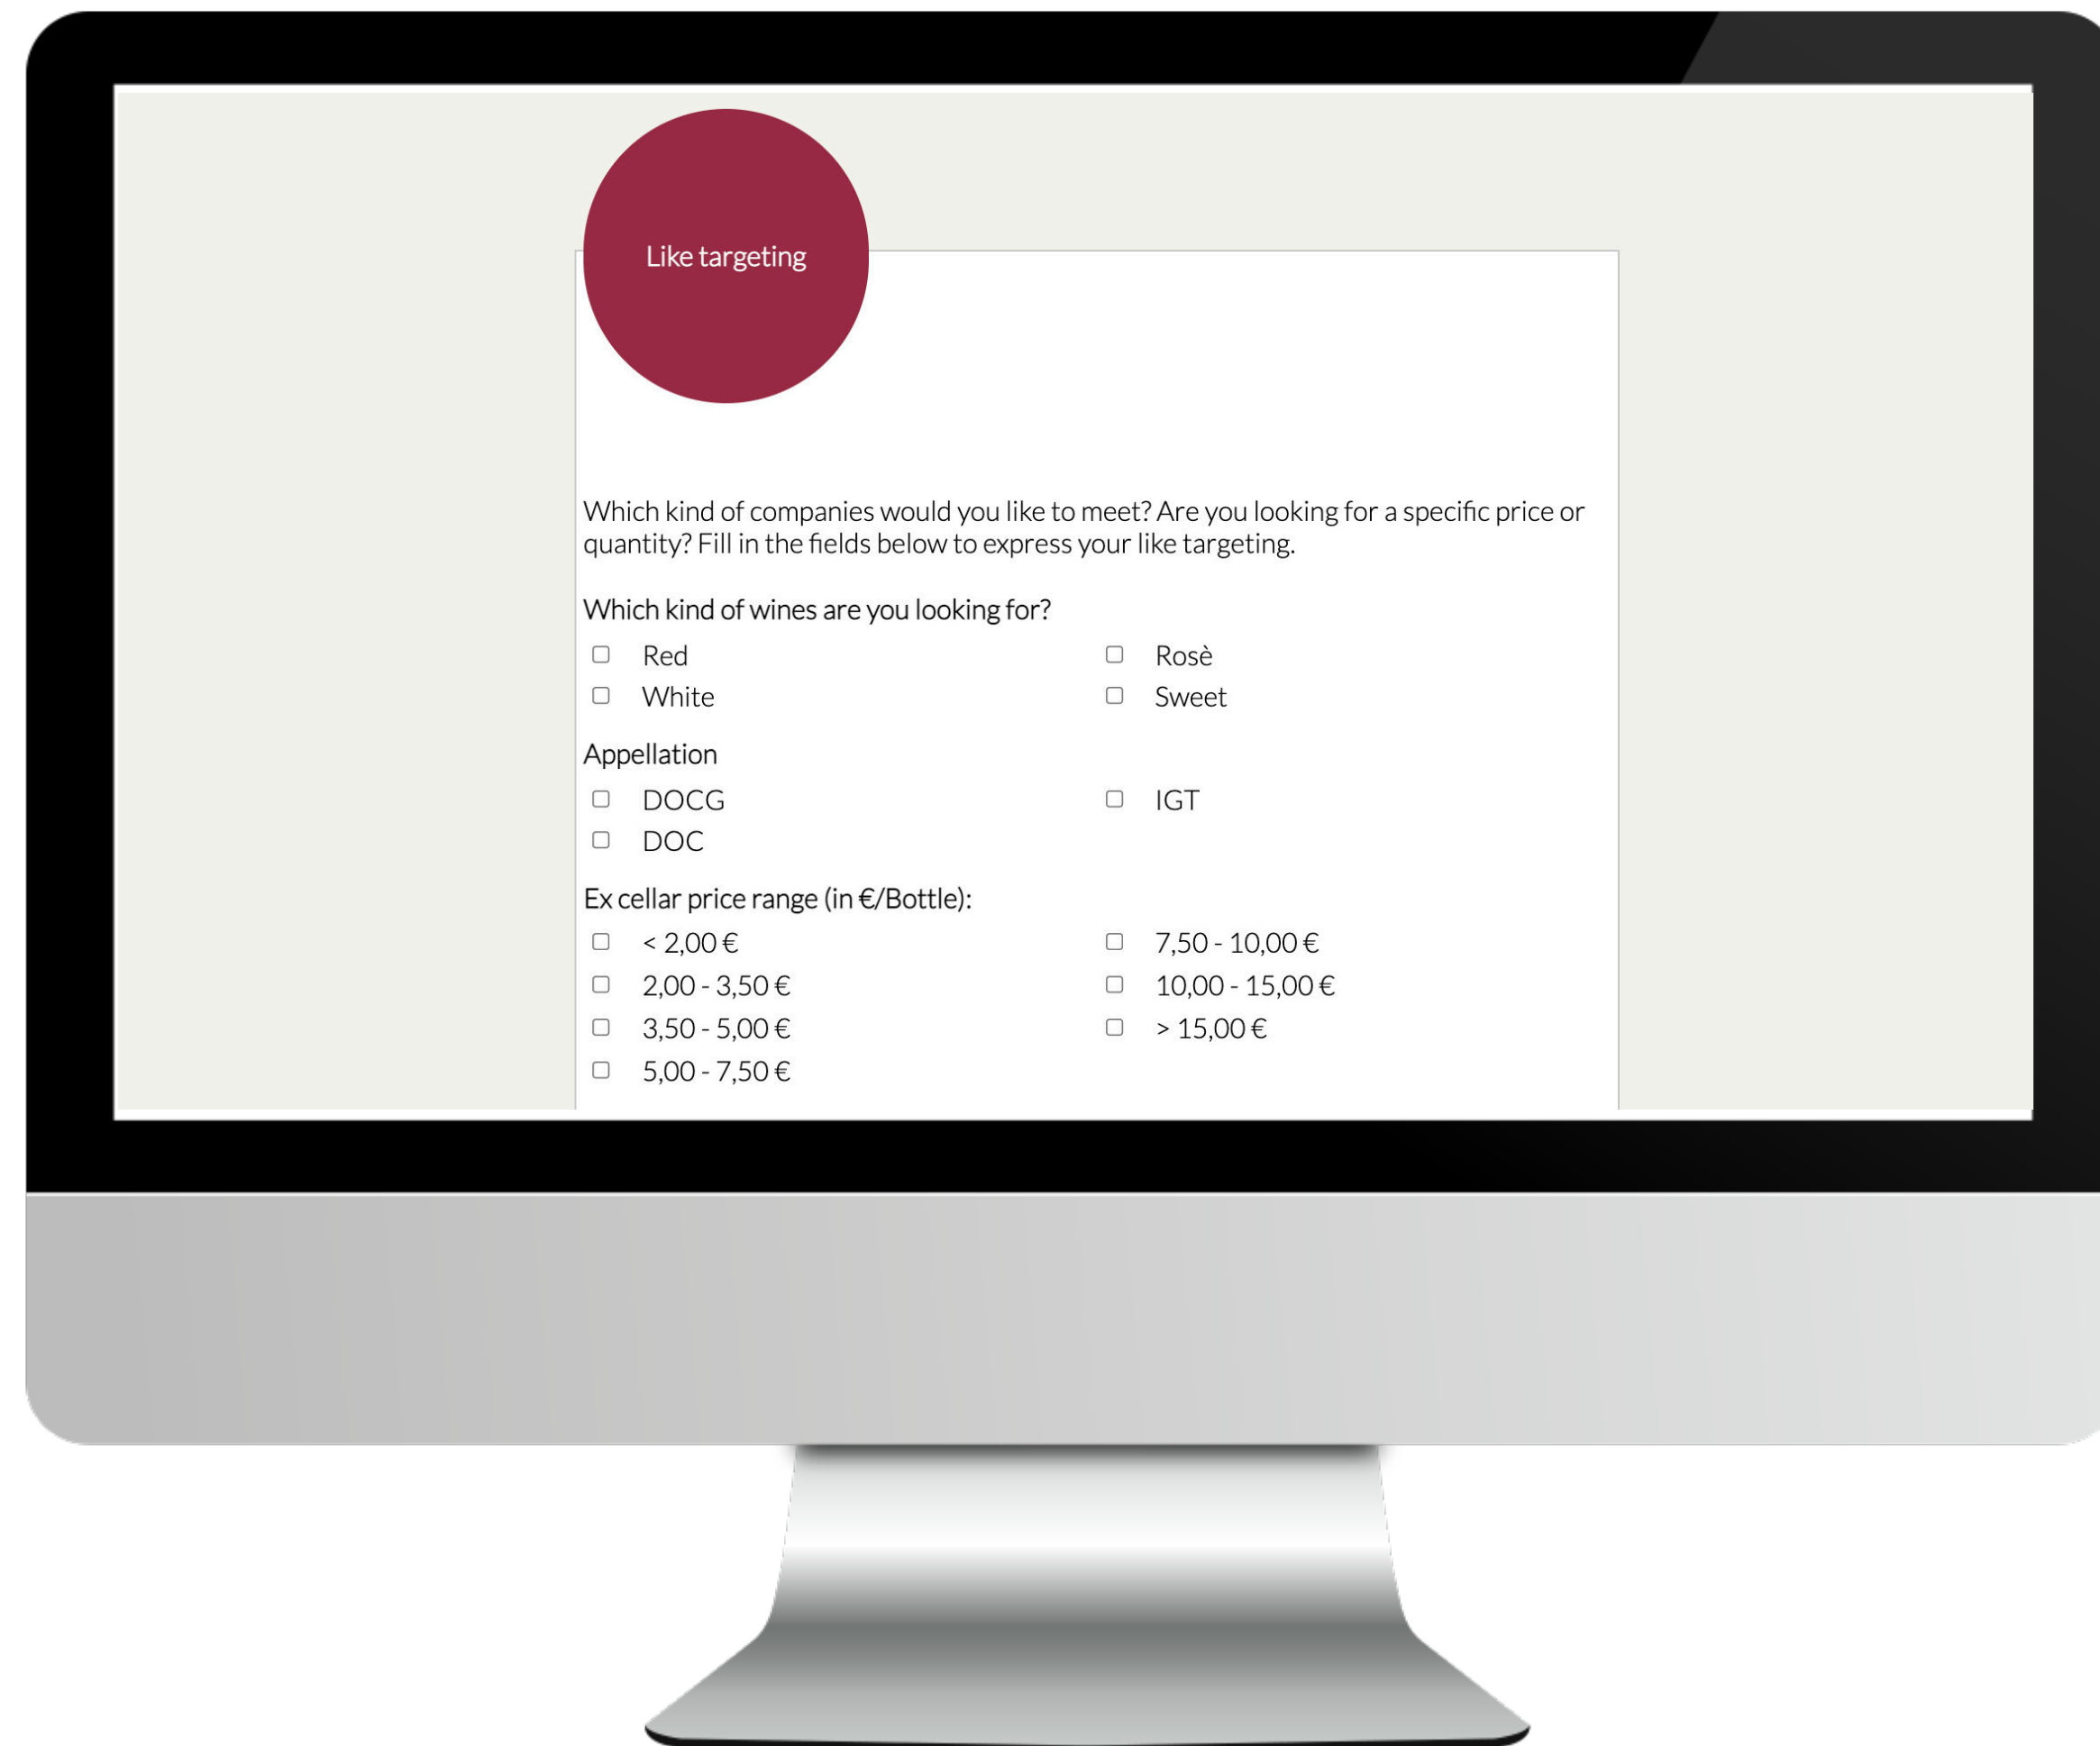 Like targeting
Which kind of companies would you like to meet? Are you looking for a specific price or
quantity? Fill in the fields below to express your like targeting.
Which kind of wines are you looking for?
Red
Rosè
White
Sweet
Appellation
DOCG
IGT
DOC
Ex cellar price range (in €/Bottle):
< 2,00 €
7,50 - 10,00 €
2,00 - 3,50 €
10,00 - 15,00 €
3,50 - 5,00 €
> 15,00 €
5,00 - 7,50 €